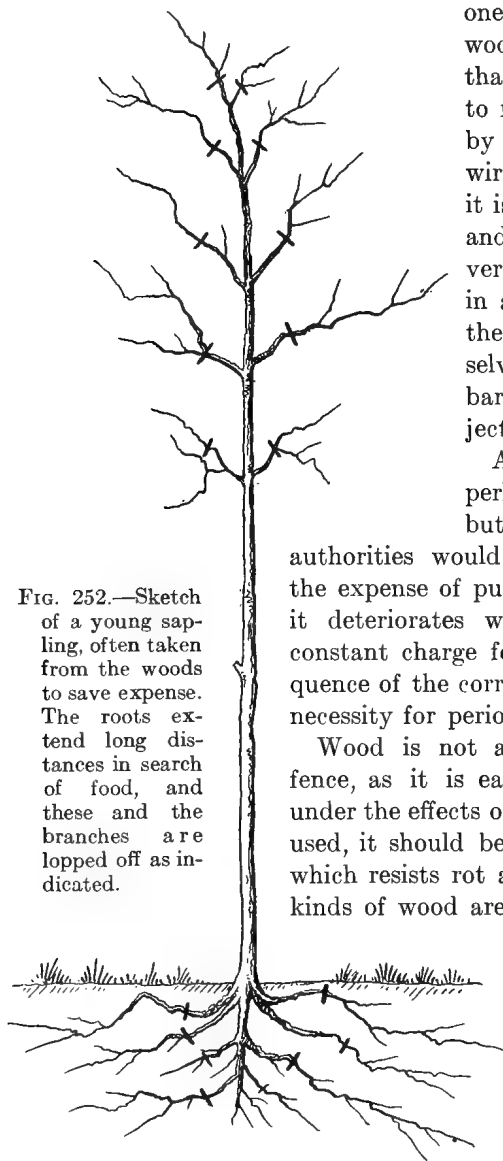 one
woo
tha
to r
by
wir
it is
and
ver
in a
the
selv
bar
ject
A
per
but
authorities would
the expense of pu
it deteriorates w
constant charge fo
quence of the corr
necessity for perio
Wood is not a
fence, as it is ea
under the effects o
used, it should be
which resists rot a
kinds of wood are
FIG. 252.—Sketch
of a young sap-
ling, often taken
from the woods
to save expense.
The roots ex-
tend long dis-
tances in search
of food, and
these and the
branches are
lopped off as in-
dicated.